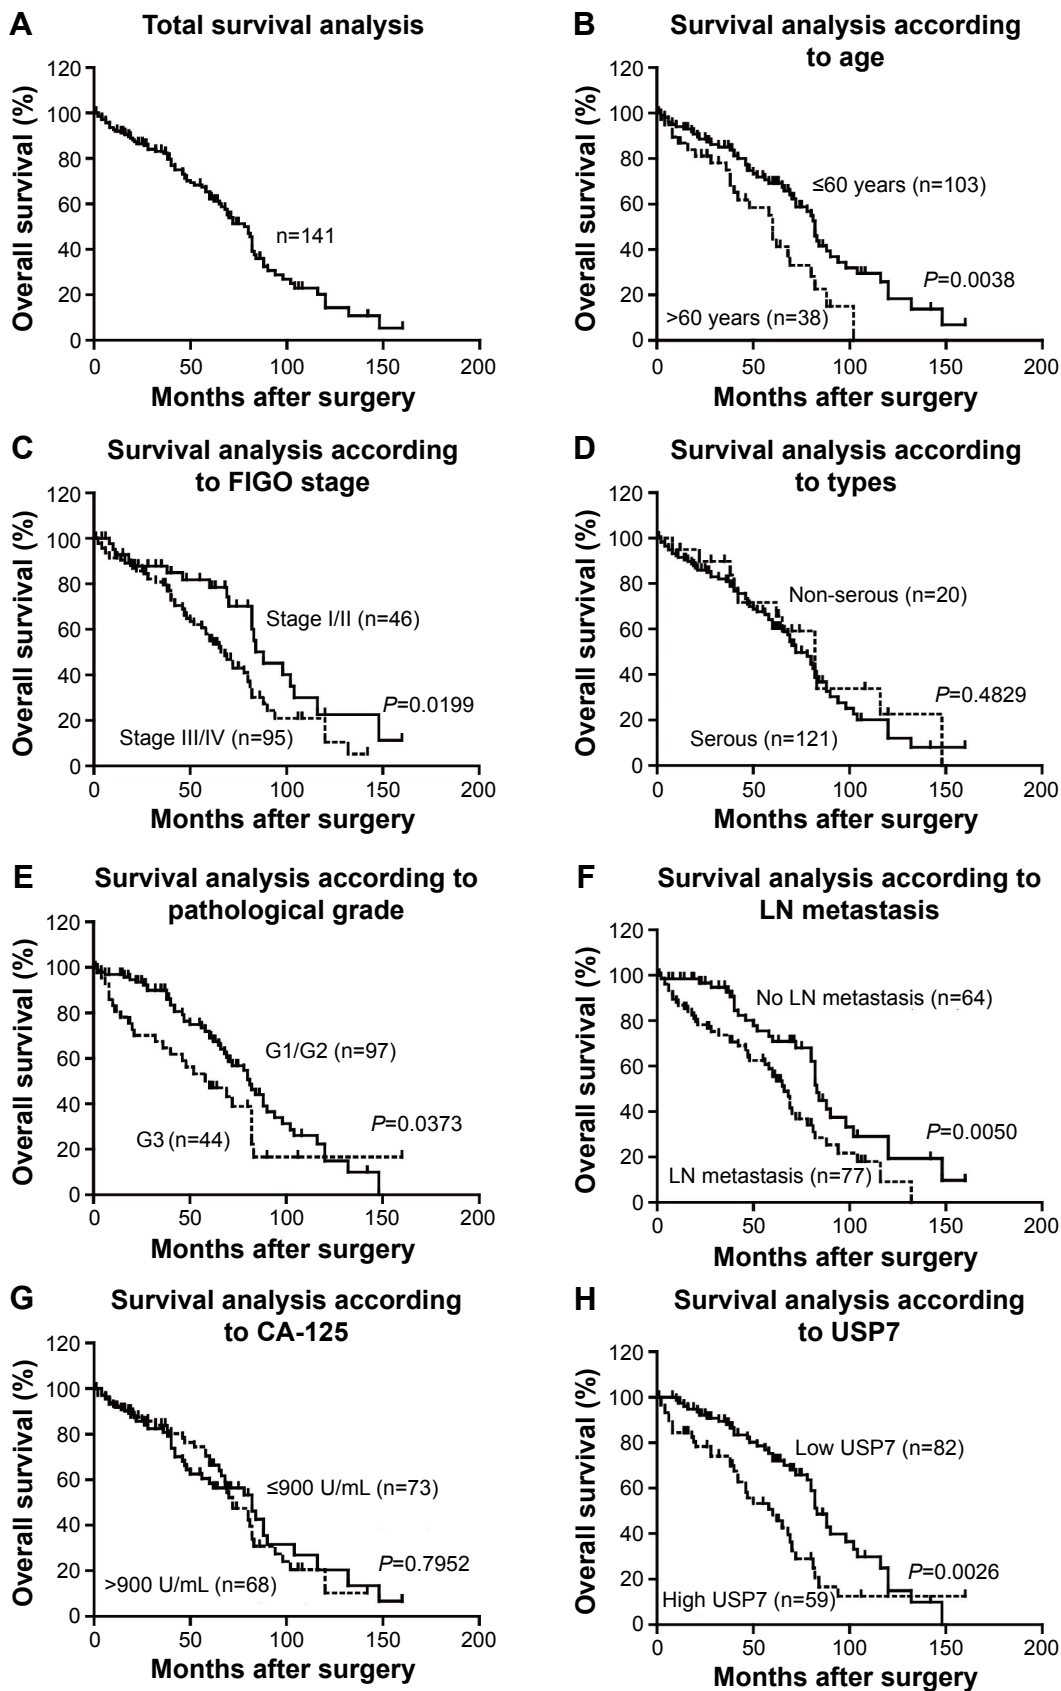 A
Total survival analysis
Overall survival (%)
120
100
80
60
40
20
0
n=141
0 50 100 150 200
Months after surgery
B
Survival analysis according
to age
Overall survival (%)
120
100
80
60
40
20
0
≤60 years (n=103)
P=0.0038
>60 years (n=38)
0 50 100 150 200
Months after surgery
C
Survival analysis according
to FIGO stage
Overall survival (%)
120
100
80
60
40
20
0
Stage I/II (n=46)
P=0.0199
Stage III/IV (n=95)
0 50 100 150 200
Months after surgery
D
Survival analysis according
to types
Overall survival (%)
120
100
80
60
40
20
0
Non-serous (n=20)
P=0.4829
Serous (n=121)
0 50 100 150 200
Months after surgery
E
Survival analysis according to
pathological grade
Overall survival (%)
120
100
80
60
40
20
0
G1/G2 (n=97)
P=0.0373
G3 (n=44)
0 50 100 150 200
Months after surgery
F
Survival analysis according to
LN metastasis
Overall survival (%)
120
100
80
60
40
20
0
No LN metastasis (n=64)
P=0.0050
LN metastasis (n=77)
0 50 100 150 200
Months after surgery
G
Survival analysis according
to CA-125
Overall survival (%)
120
100
80
60
40
20
0
≤900 U/mL (n=73)
P=0.7952
>900 U/mL (n=68)
0 50 100 150 200
Months after surgery
H
Survival analysis according
to USP7
Overall survival (%)
120
100
80
60
40
20
0
Low USP7 (n=82)
P=0.0026
High USP7 (n=59)
0 50 100 150 200
Months after surgery